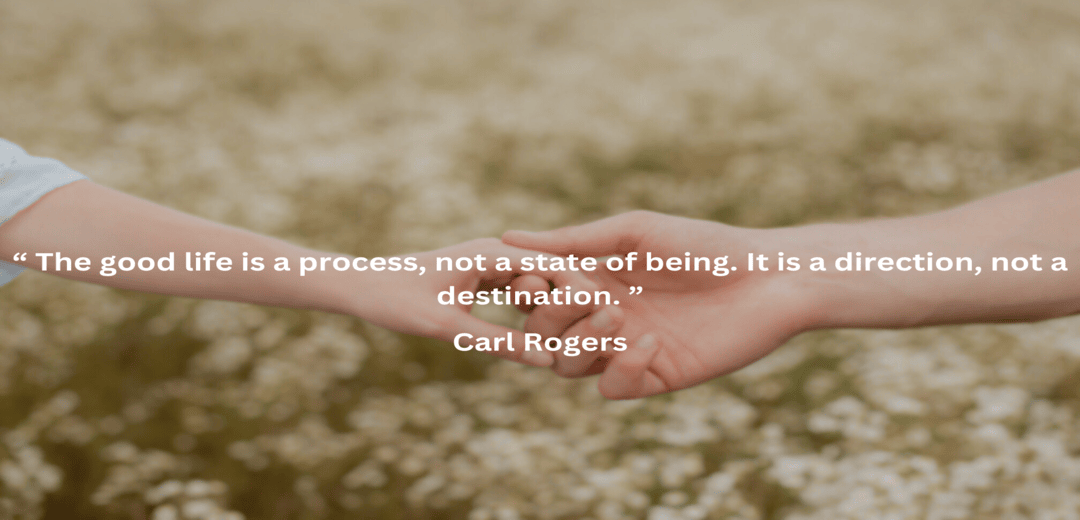 “ The good life is a process, not a state of being. It is a direction, not a
destination. ”
Carl Rogers